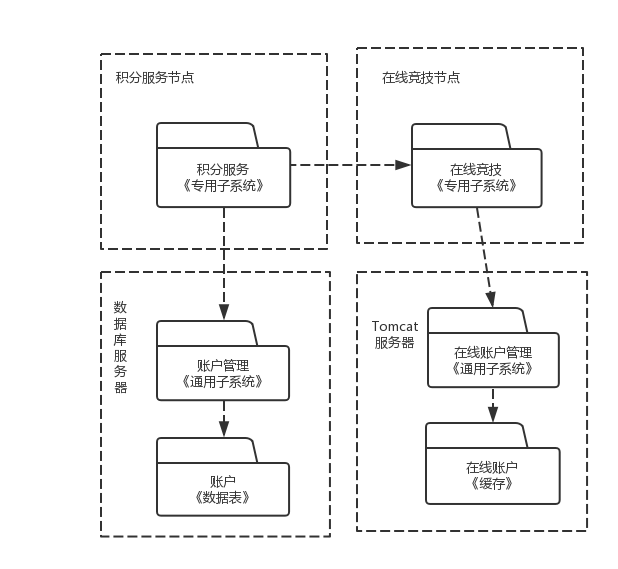 积分服务节点
积分服务
《专用子系统》
在线竞技节点
在线竞技
《专用子系统》
数据库服务器
账户管理
《通用子系统》
账户
《数据表》
Tomcat
服务器
在线账户管理
《通用子系统》
在线账户
《缓存》